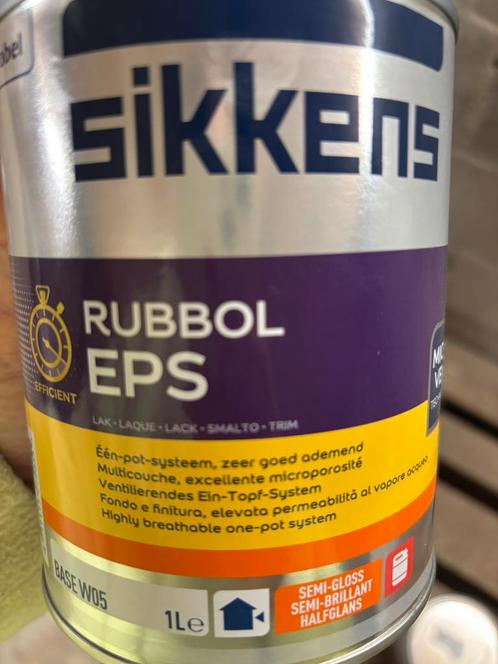 sikkens
RUBBOL
EPS
EFFICIENT
LAK • LAQUE • LACK • SMALTO • TRIM
Één-pot-systeem, zeer goed ademend
Multicouche, excellente microporosité
Ventilierendes Ein-Topf-System
Fondo e finitura, elevata permeabilità al vapore acqueo
Highly breathable one-pot system
BASE W05
1L e
SEMI-GLOSS
SEMI-BRILLANT
HALFGLANS